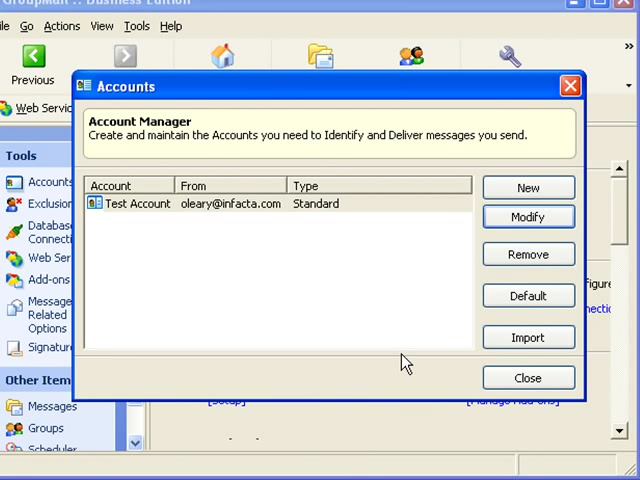 GroupMail :: Business Edition
ile Go Actions View Tools Help
»
Previous
Accounts
Web Servic
Account Manager
Create and maintain the Accounts you need to Identify and Deliver messages you send.
Tools
Accounts
Exclusion
Database
Connecti
Web Ser
Add-ons
Message
Related
Options
Signatur
Other Item
Messages
Groups
Scheduler
Account From Type
Test Account oleary@infacta.com Standard
New
Modify
Remove
Default
Import
Close
figure
nectio
[Setup]
[Manage Add-ons]